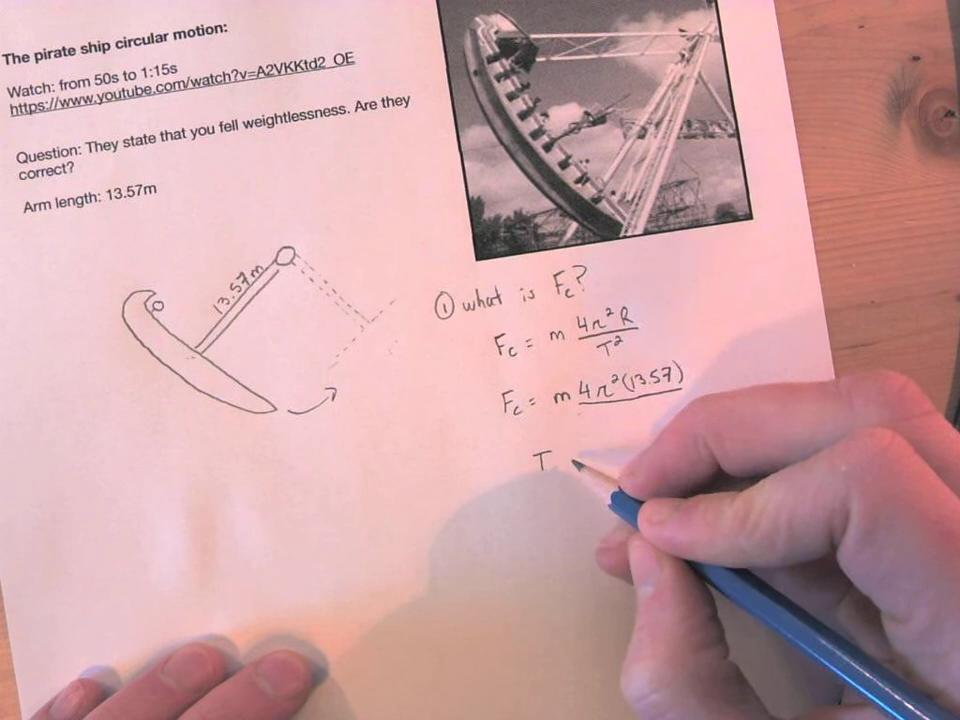 The pirate ship circular motion:
Watch: from 50s to 1:15s
https://www.youtube.com/watch?v=A2VKKtd2_OE
Question: They state that you fell weightlessness. Are they
correct?
Arm length: 13.57m
13.57m
① what is Fc?
Fc = m 4π²R / T²
Fc = m 4π²(13.57)
T